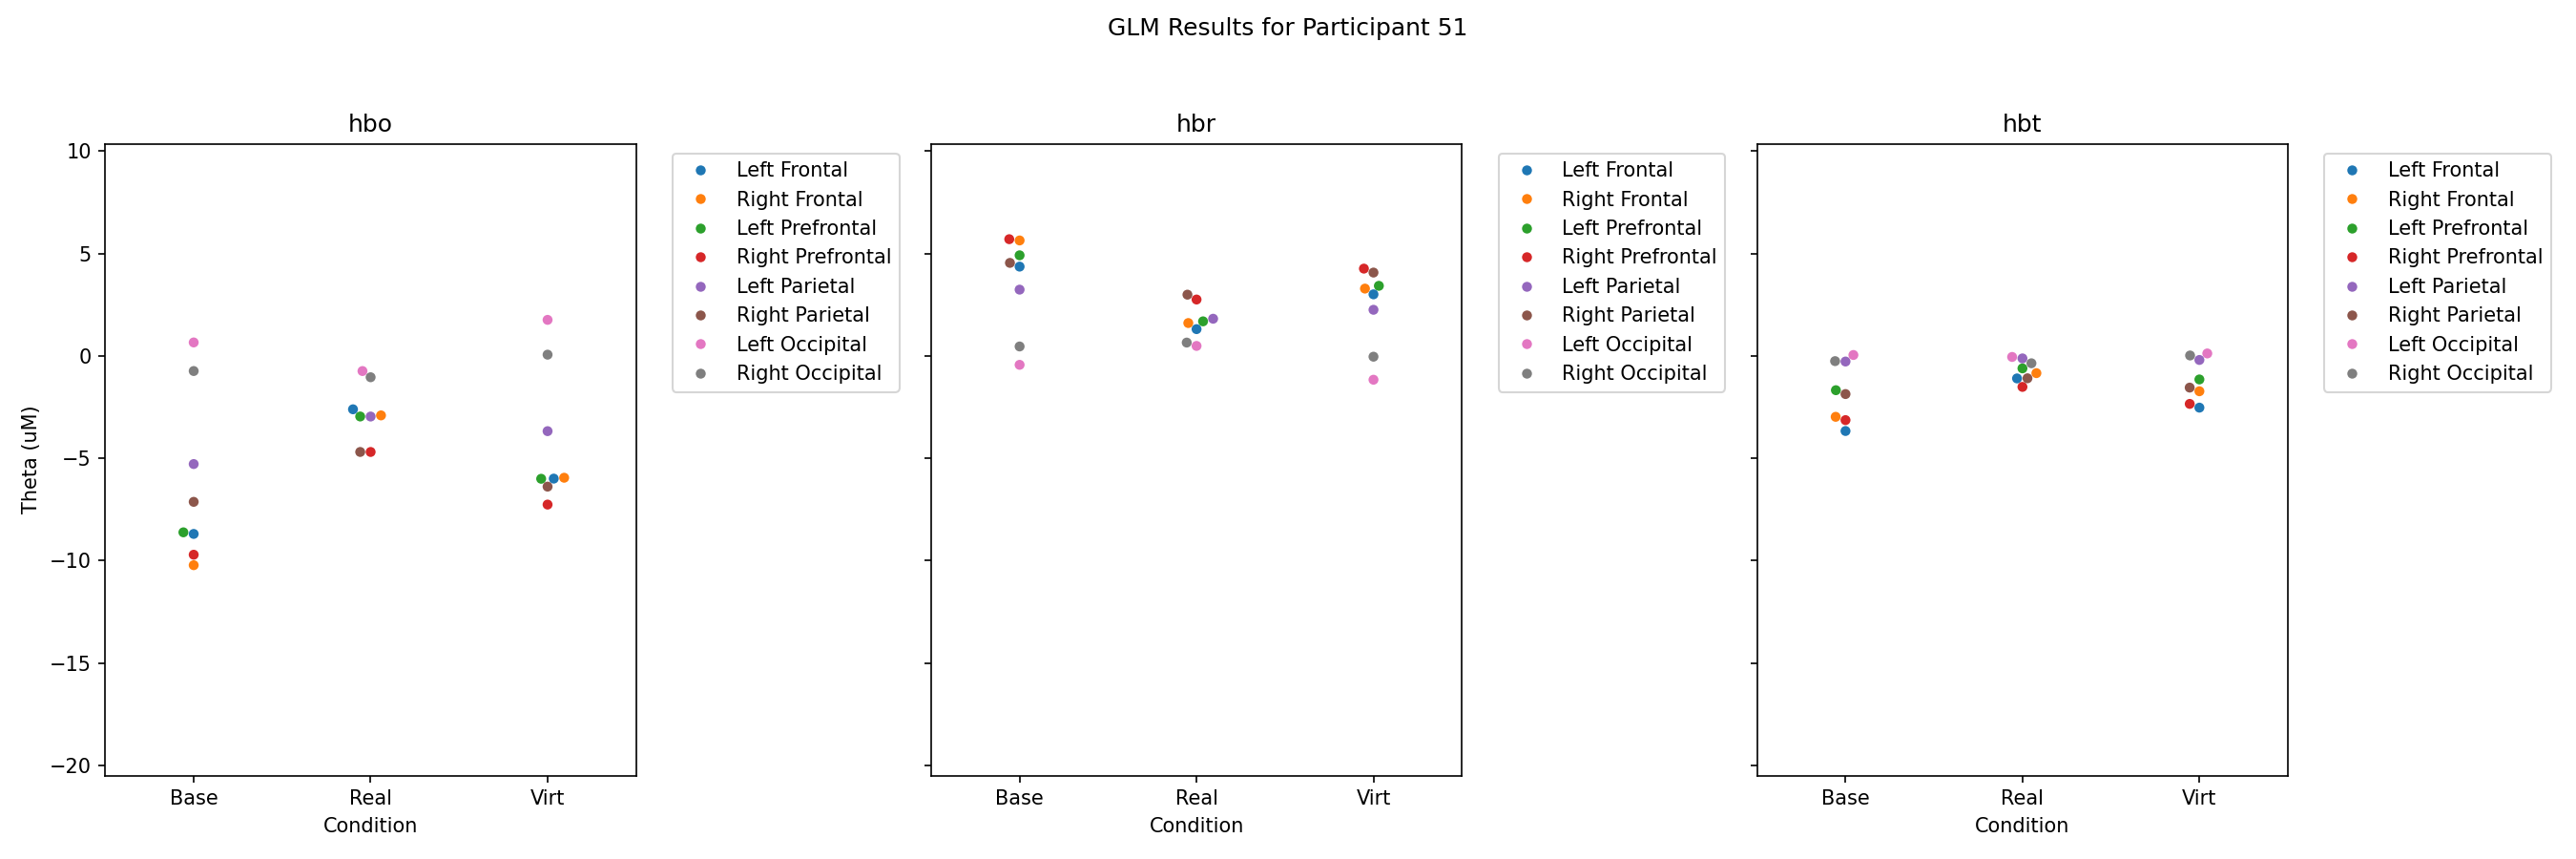 GLM Results for Participant 51
hbo
10
5
0
−5
−10
−15
−20
Theta (uM)
Base Real Virt
Condition
Left Frontal
Right Frontal
Left Prefrontal
Right Prefrontal
Left Parietal
Right Parietal
Left Occipital
Right Occipital
hbr
Base Real Virt
Condition
Left Frontal
Right Frontal
Left Prefrontal
Right Prefrontal
Left Parietal
Right Parietal
Left Occipital
Right Occipital
hbt
Base Real Virt
Condition
Left Frontal
Right Frontal
Left Prefrontal
Right Prefrontal
Left Parietal
Right Parietal
Left Occipital
Right Occipital